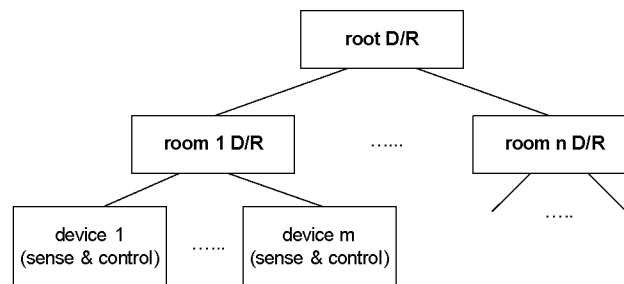 root D/R
room 1 D/R
......
room n D/R
device 1
(sense & control)
......
device m
(sense & control)
.....